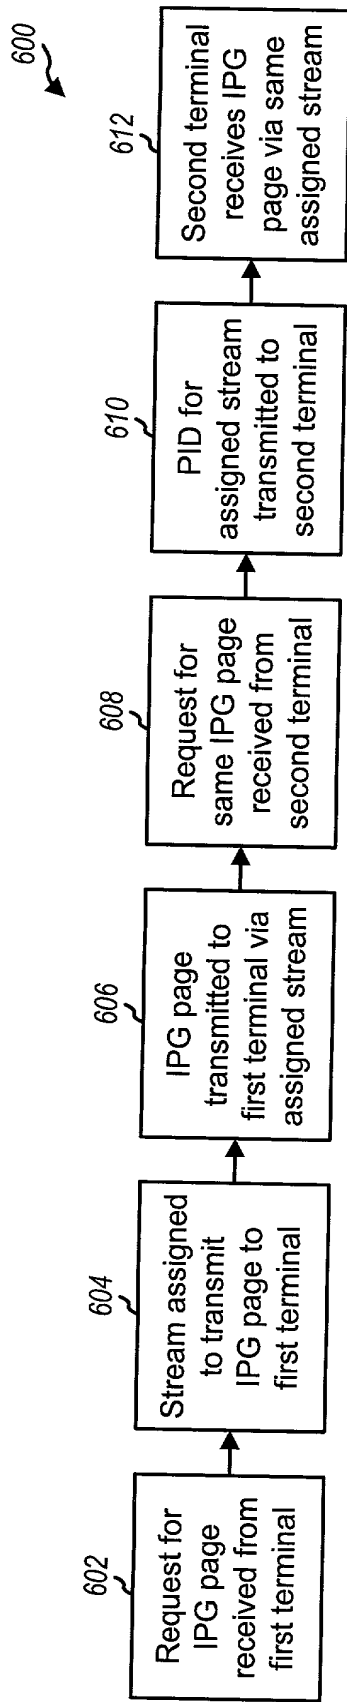 600
602
Request for
IPG page
received from
first terminal
604
Stream assigned
to transmit
IPG page to
first terminal
606
IPG page
transmitted to
first terminal via
assigned stream
608
Request for
same IPG page
received from
second terminal
610
PID for
assigned stream
transmitted to
second terminal
612
Second terminal
receives IPG
page via same
assigned stream